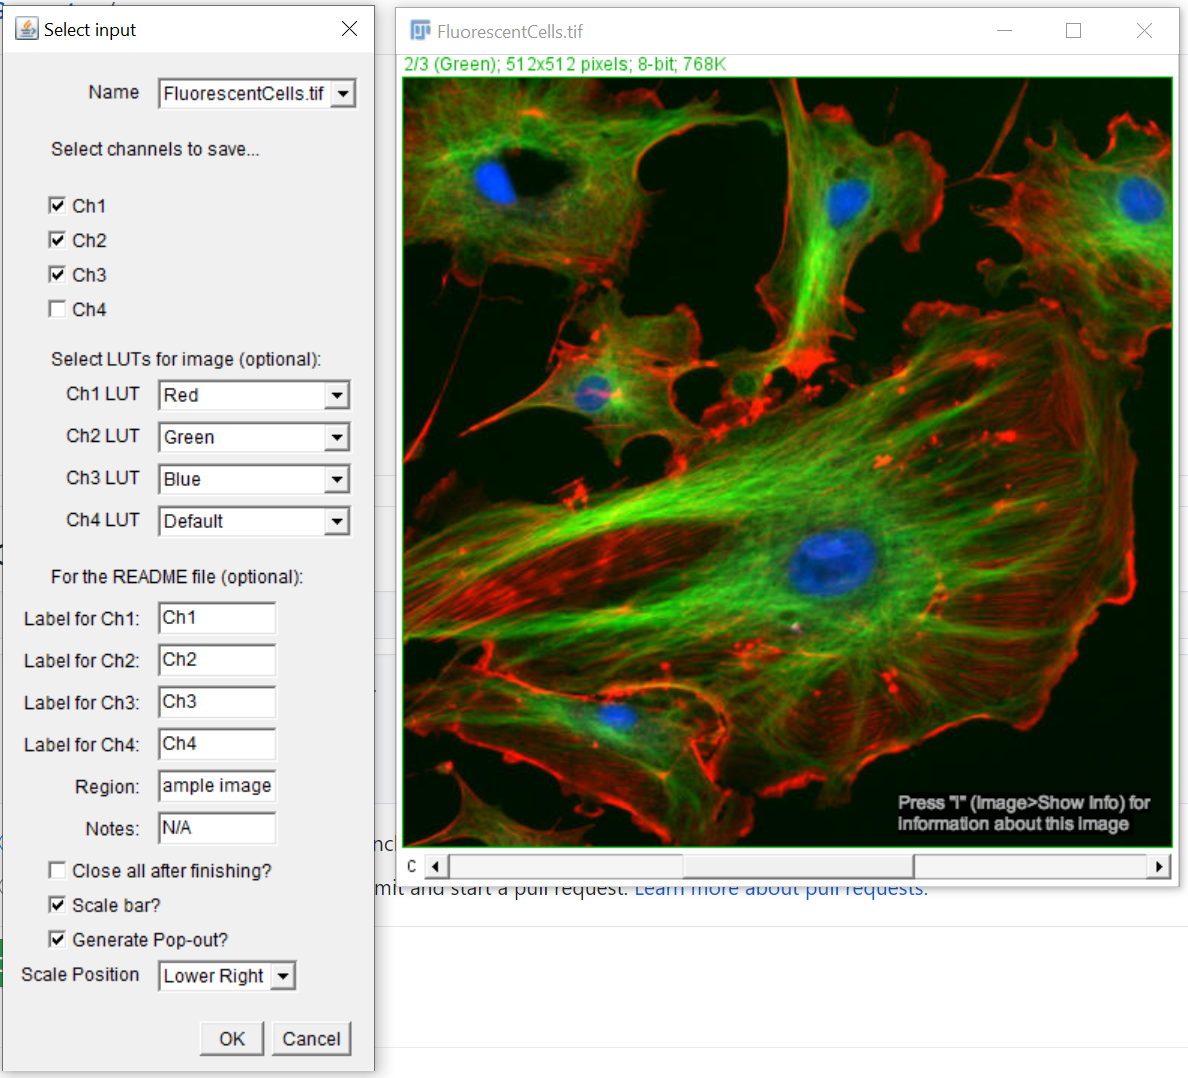 Select input
Name FluorescentCells.tif
Select channels to save...
Ch1
Ch2
Ch3
Ch4
Select LUTs for image (optional):
Ch1 LUT Red
Ch2 LUT Green
Ch3 LUT Blue
Ch4 LUT Default
For the README file (optional):
Label for Ch1: Ch1
Label for Ch2: Ch2
Label for Ch3: Ch3
Label for Ch4: Ch4
Region: ample image
Notes: N/A
Close all after finishing?
Scale bar?
Generate Pop-out?
Scale Position Lower Right
OK Cancel
FluorescentCells.tif
2/3 (Green); 512x512 pixels; 8-bit; 768K
Press "I" (Image>Show Info) for
information about this image
C
mit and start a pull request. Learn more about pull requests.